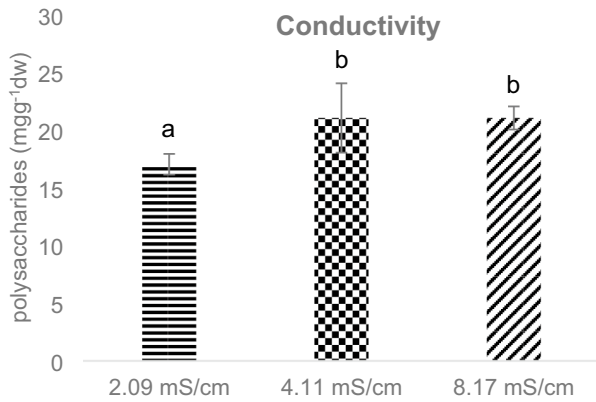 Conductivity
polysaccharides (mgg⁻¹dw)
30
25
20
15
10
5
0
a
b
b
2.09 mS/cm
4.11 mS/cm
8.17 mS/cm